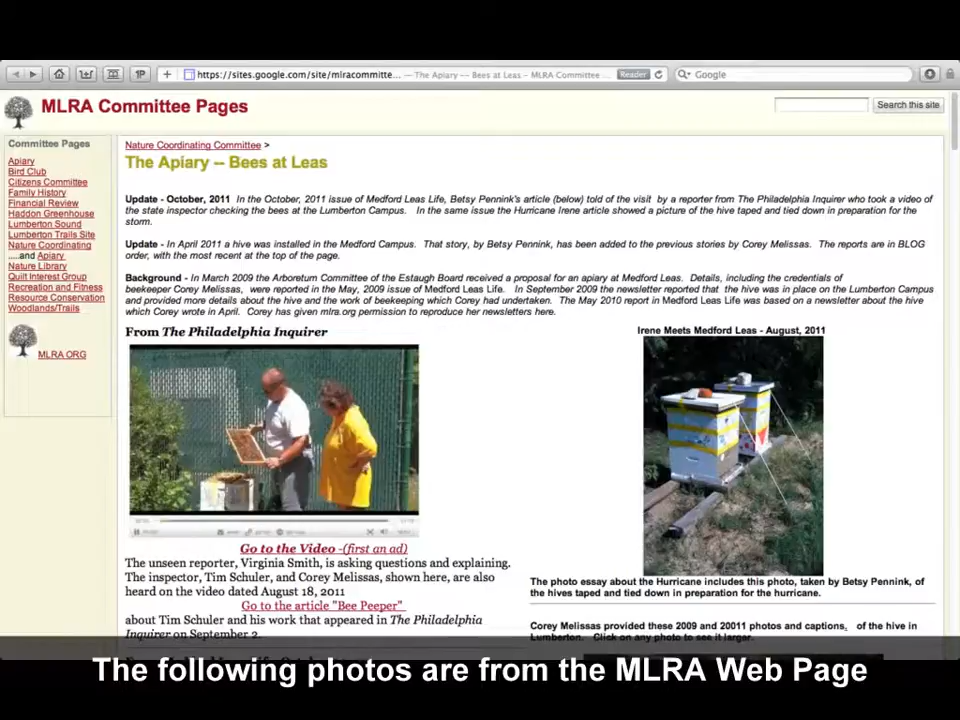 https://sites.google.com/site/mlracommitte... — The Apiary -- Bees at Leas – MLRA Committee ... Reader Google
MLRA Committee Pages
Search this site
Committee Pages
Apiary
Bird Club
Citizens Committee
Family History
Financial Review
Haddon Greenhouse
Lumberton Sound
Lumberton Trails Site
Nature Coordinating
.....and Apiary
Nature Library
Quilt Interest Group
Recreation and Fitness
Resource Conservation
Woodlands/Trails
MLRA ORG
Nature Coordinating Committee >
The Apiary -- Bees at Leas
Update - October, 2011 In the October, 2011 issue of Medford Leas Life, Betsy Pennink's article (below) told of the visit by a reporter from The Philadelphia Inquirer who took a video of
the state inspector checking the bees at the Lumberton Campus. In the same issue the Hurricane Irene article showed a picture of the hive taped and tied down in preparation for the
storm.
Update - In April 2011 a hive was installed in the Medford Campus. That story, by Betsy Pennink, has been added to the previous stories by Corey Melissas. The reports are in BLOG
order, with the most recent at the top of the page.
Background - In March 2009 the Arboretum Committee of the Estaugh Board received a proposal for an apiary at Medford Leas. Details, including the credentials of
beekeeper Corey Melissas, were reported in the May, 2009 issue of Medford Leas Life. In September 2009 the newsletter reported that the hive was in place on the Lumberton Campus
and provided more details about the hive and the work of beekeeping which Corey had undertaken. The May 2010 report in Medford Leas Life was based on a newsletter about the hive
which Corey wrote in April. Corey has given mlra.org permission to reproduce her newsletters here.
From The Philadelphia Inquirer
Go to the Video -(first an ad)
The unseen reporter, Virginia Smith, is asking questions and explaining.
The inspector, Tim Schuler, and Corey Melissas, shown here, are also
heard on the video dated August 18, 2011
Go to the article "Bee Peeper"
about Tim Schuler and his work that appeared in The Philadelphia
Inquirer on September 2.
Irene Meets Medford Leas - August, 2011
The photo essay about the Hurricane includes this photo, taken by Betsy Pennink, of
the hives taped and tied down in preparation for the hurricane.
Corey Melissas provided these 2009 and 20011 photos and captions, of the hive in
Lumberton. Click on any photo to see it larger.
The following photos are from the MLRA Web Page